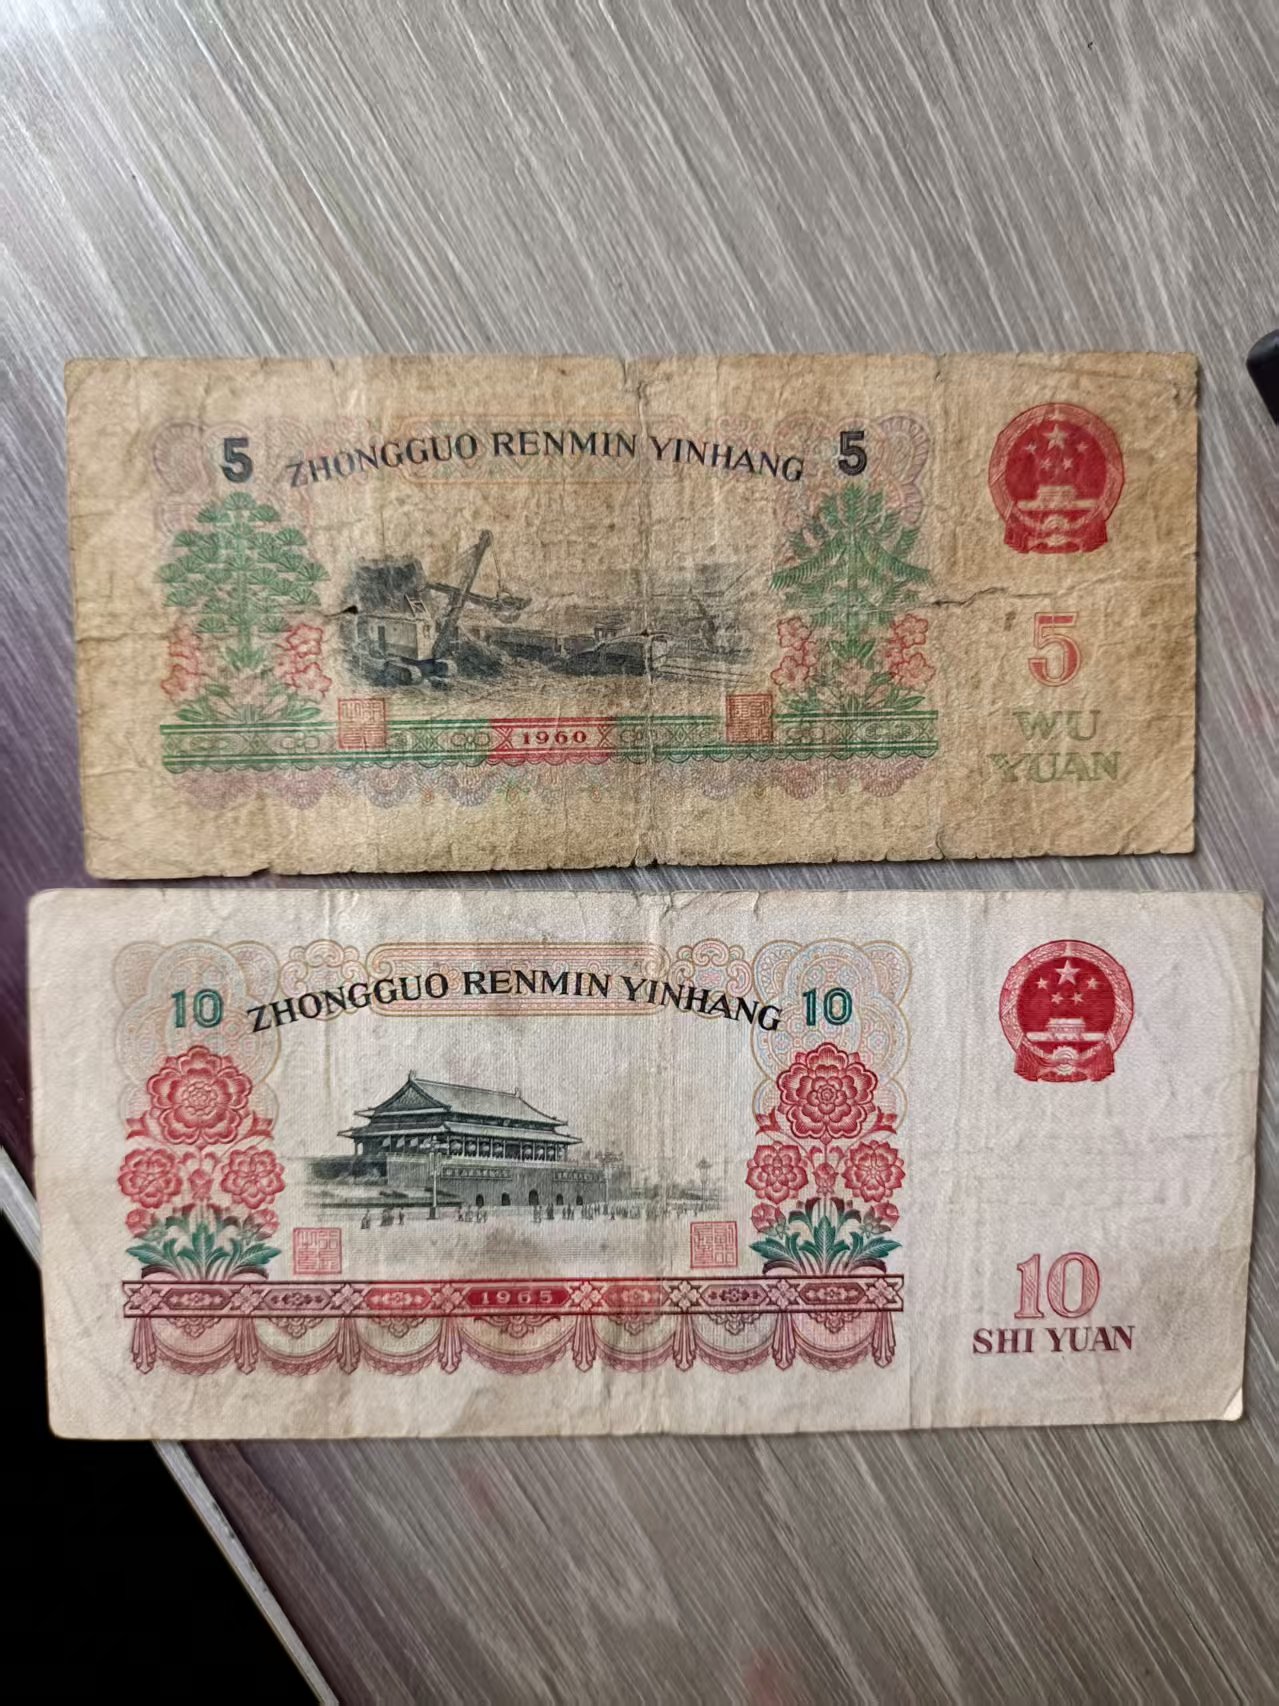 5 ZHONGGUO RENMIN YINHANG 5
5
WU
YUAN
1960
10 ZHONGGUO RENMIN YINHANG 10
10
SHI YUAN
1965